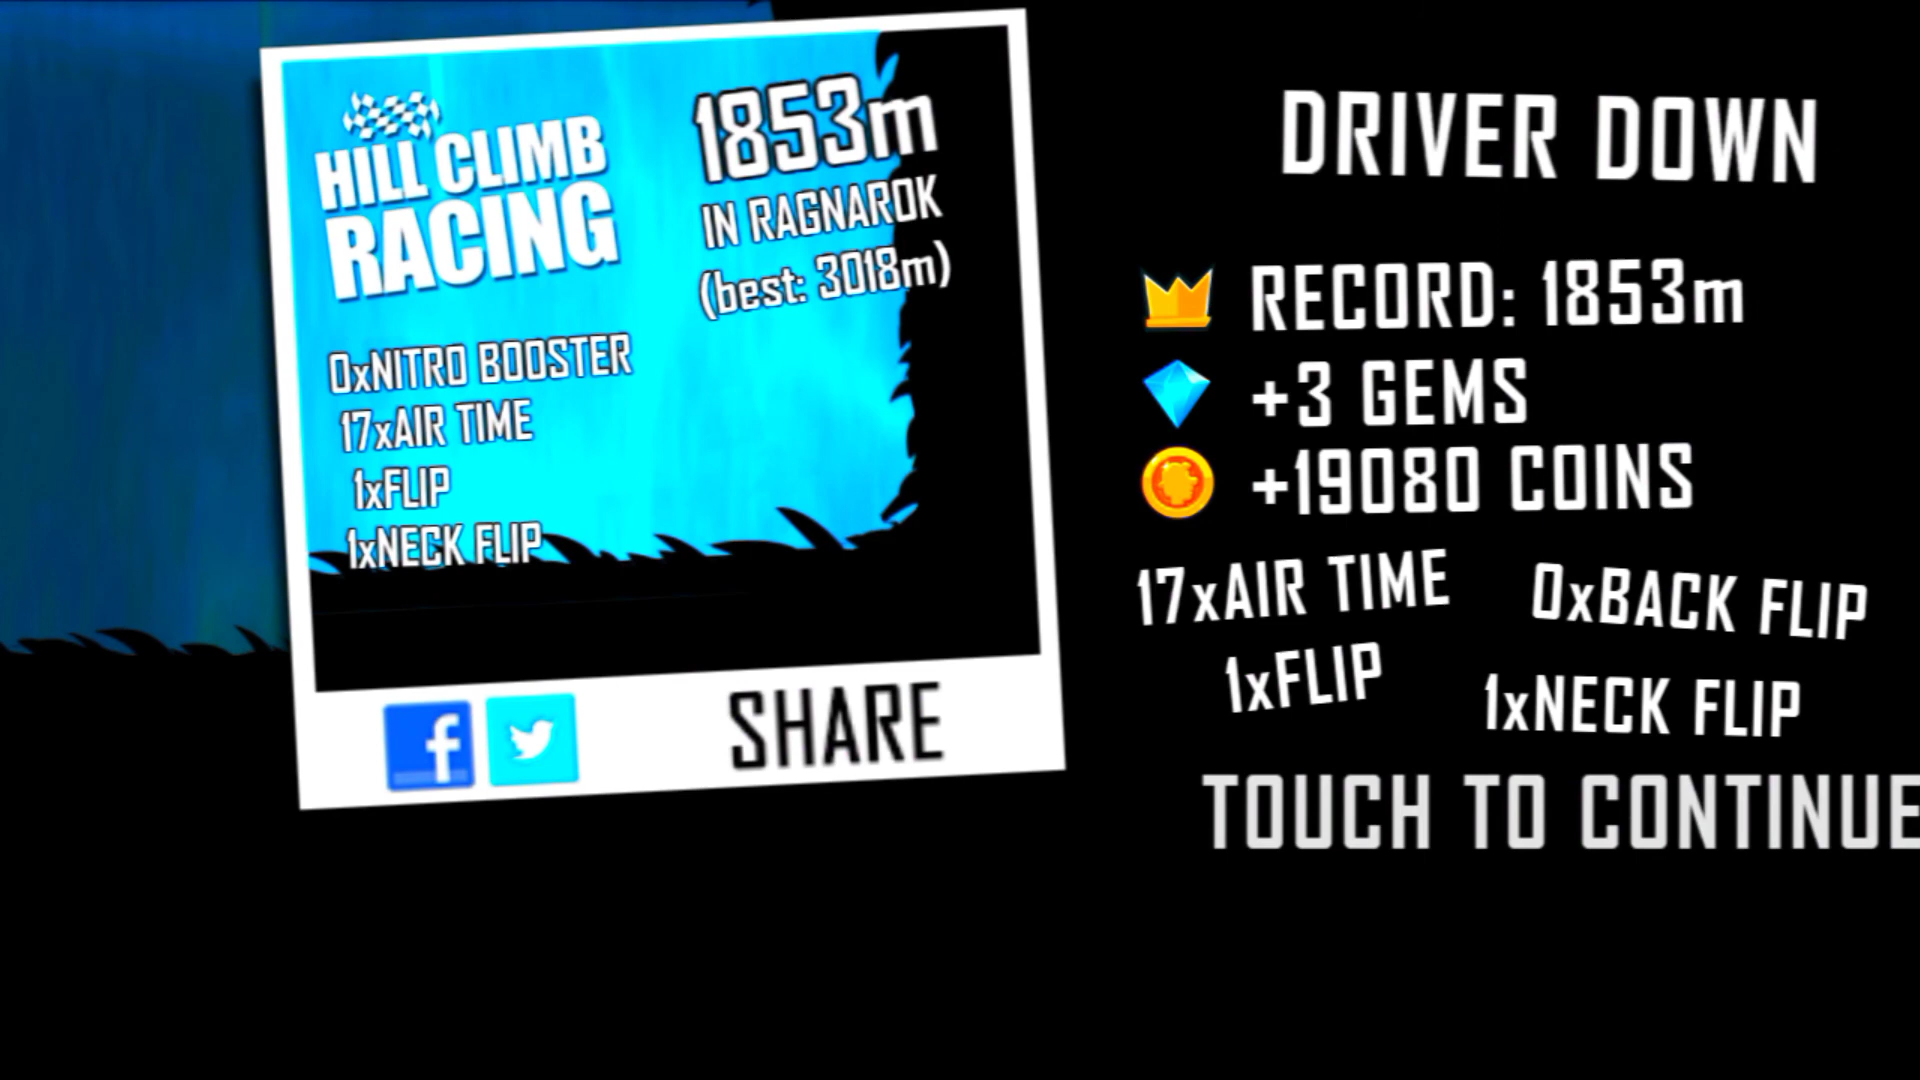 HILL CLIMB
RACING
1853m
IN RAGNAROK
(best: 3018m)
0xNITRO BOOSTER
17xAIR TIME
1xFLIP
1xNECK FLIP
f
SHARE
DRIVER DOWN
RECORD: 1853m
+3 GEMS
+19080 COINS
17xAIR TIME
0xBACK FLIP
1xFLIP
1xNECK FLIP
TOUCH TO CONTINUE